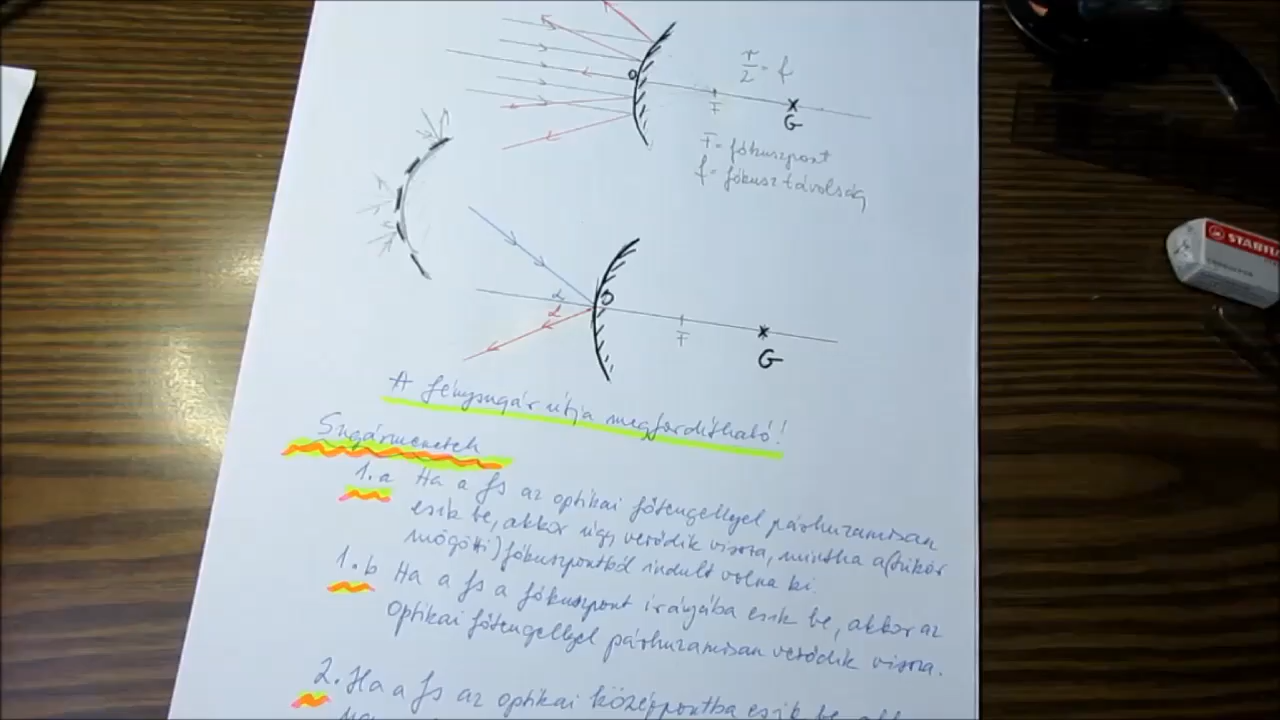 r/2 = f
O
F
G
F = fókuszpont
f = fókusztávolság
STABILO
α
α
O
F
G
A fénysugár útja megfordítható!
Sugármenetek
1.a Ha a fs az optikai főtengellyel párhuzamosan
esik be, akkor úgy verődik vissza, mintha a(tükör
mögötti) fókuszpontból indult volna ki.
1.b Ha a fs a fókuszpont irányába esik be, akkor az
optikai főtengellyel párhuzamosan verődik vissza.
2. Ha a fs az optikai középpontba esik be